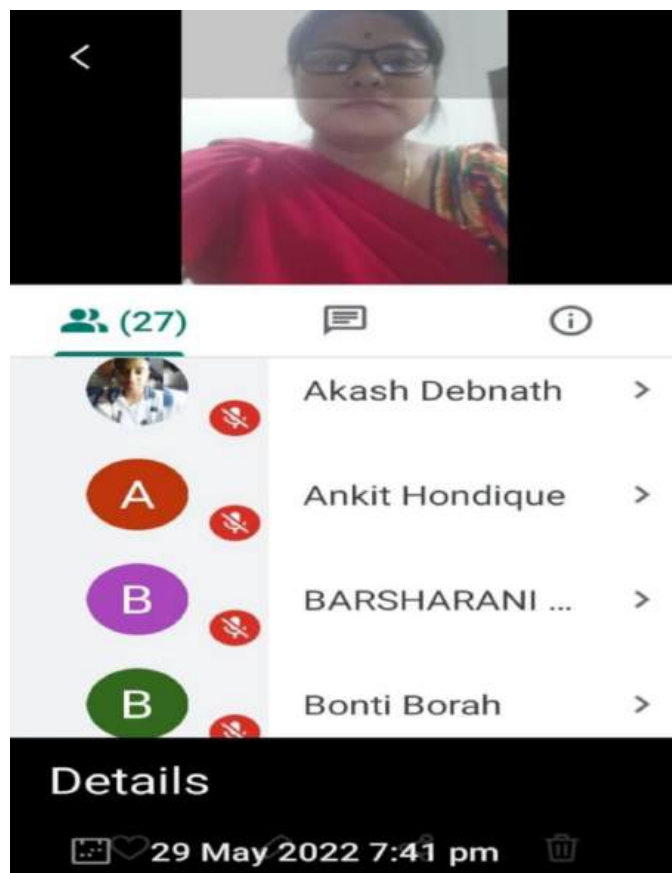 (27)
Akash Debnath
A
Ankit Hondique
B
BARSHARANI ...
B
Bonti Borah
Details
29 May 2022 7:41 pm